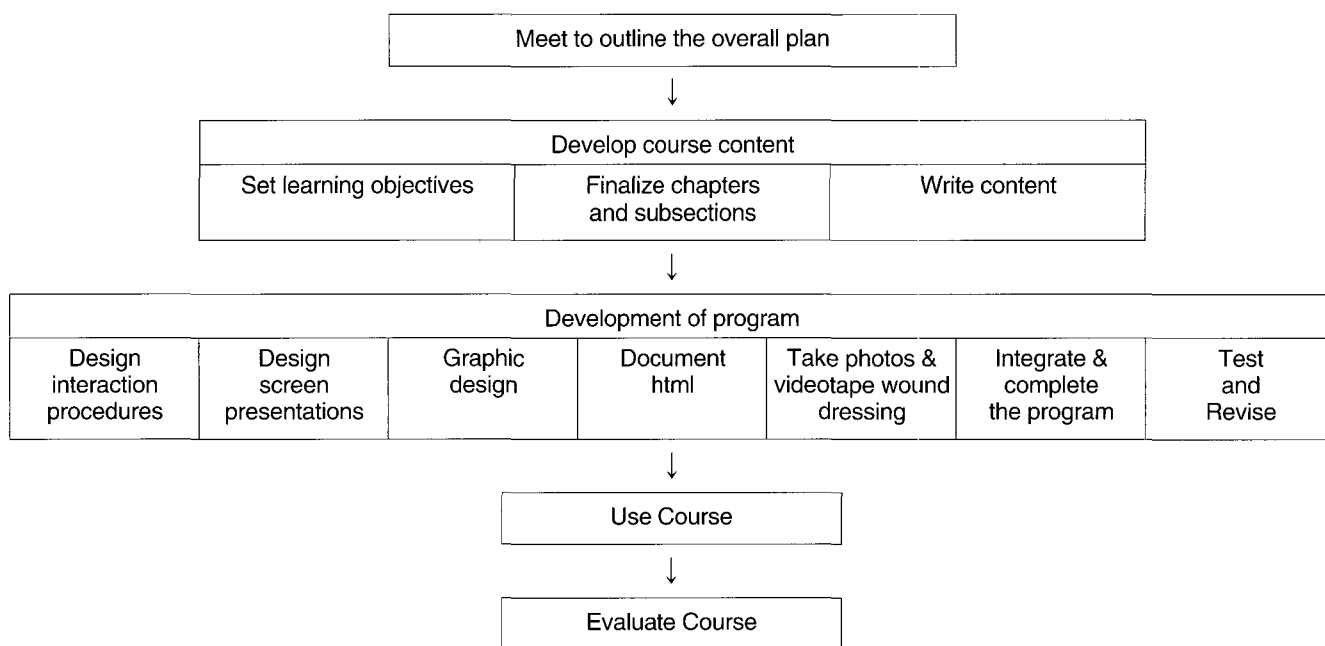 Meet to outline the overall plan
↓
Develop course content
Set learning objectives
Finalize chapters
and subsections
Write content
↓
Development of program
Design
interaction
procedures
Design
screen
presentations
Graphic
design
Document
html
Take photos &
videotape wound
dressing
Integrate &
complete
the program
Test
and
Revise
↓
Use Course
↓
Evaluate Course